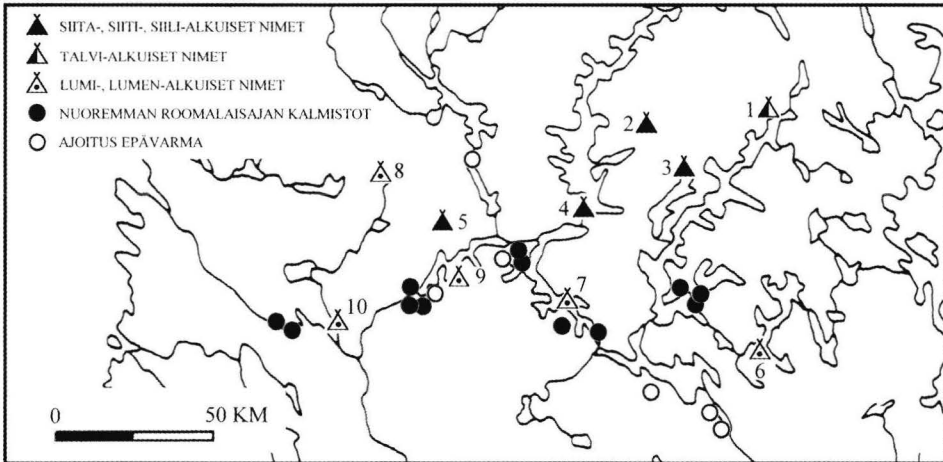 SIITA-, SIITI-, SIILI-ALKUISET NIMET
TALVI-ALKUISET NIMET
LUMI-, LUMEN-ALKUISET NIMET
NUOREMMAN ROOMALAISAJAN KALMISTOT
AJOITUS EPÄVARMA
1
2
3
4
5
6
7
8
9
10
0 50 KM